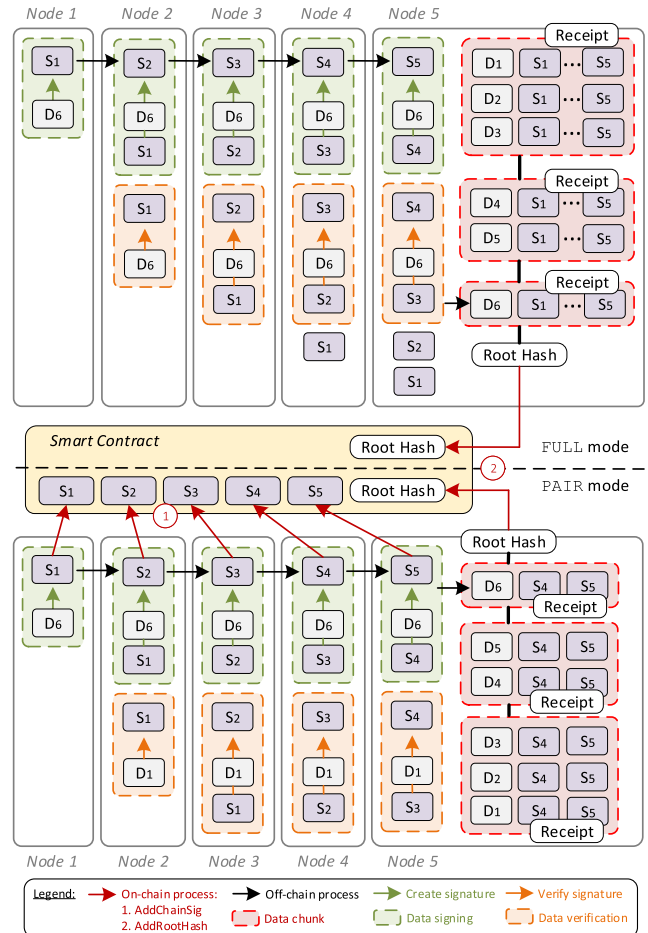 Node 1 Node 2 Node 3 Node 4 Node 5
Receipt
S1 S2 S3 S4 S5 D1 S1 ... S5
D6 D6 D6 D6 D6 D2 S1 ... S5
S1 S2 S3 S4 D3 S1 ... S5
Receipt
S1 S2 S3 S4 D4 S1 ... S5
D6 D6 D6 D6 D5 S1 ... S5
Receipt
S1 S2 S3 D6 S1 ... S5
S1 S2 Root Hash
S1
Smart Contract
Root Hash FULL mode
2
S1 S2 S3 S4 S5 Root Hash PAIR mode
1
Root Hash
S1 S2 S3 S4 S5 D6 S4 S5
Receipt
D6 D6 D6 D6 D6
S1 S2 S3 S4 D5 S4 S5
D4 S4 S5
Receipt
S1 S2 S3 S4
D3 S4 S5
D1 D1 D1 D1 D2 S4 S5
S1 S2 S3 D1 S4 S5
Receipt
Node 1 Node 2 Node 3 Node 4 Node 5
Legend: On-chain process: Off-chain process Create signature Verify signature
1. AddChainSig
2. AddRootHash Data chunk Data signing Data verification